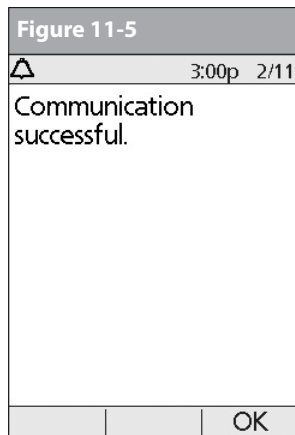 Figure 11-5
3:00p 2/11
Communication
successful.
OK